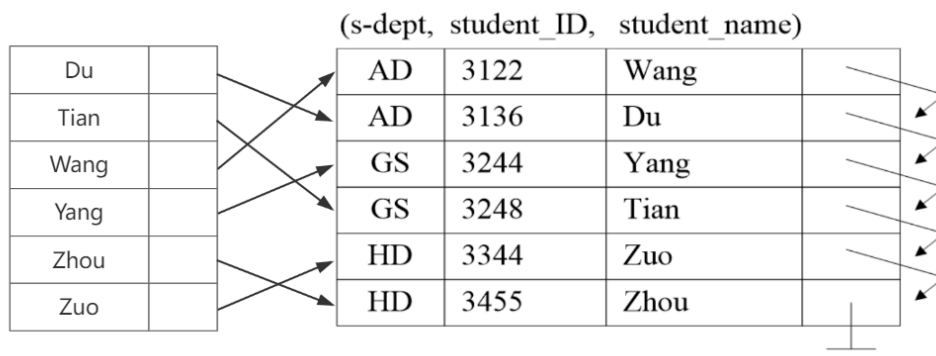 (s-dept, student_ID, student_name)
Du
Tian
Wang
Yang
Zhou
Zuo
AD 3122 Wang
AD 3136 Du
GS 3244 Yang
GS 3248 Tian
HD 3344 Zuo
HD 3455 Zhou